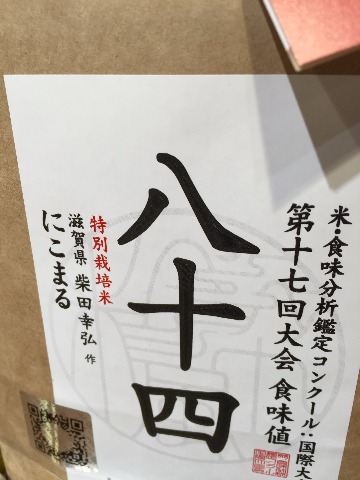 米・食味分析鑑定コンクール:国際大
第十七回大会 食味値
八十四
特別栽培米
滋賀県 柴田幸弘 作
にこまる